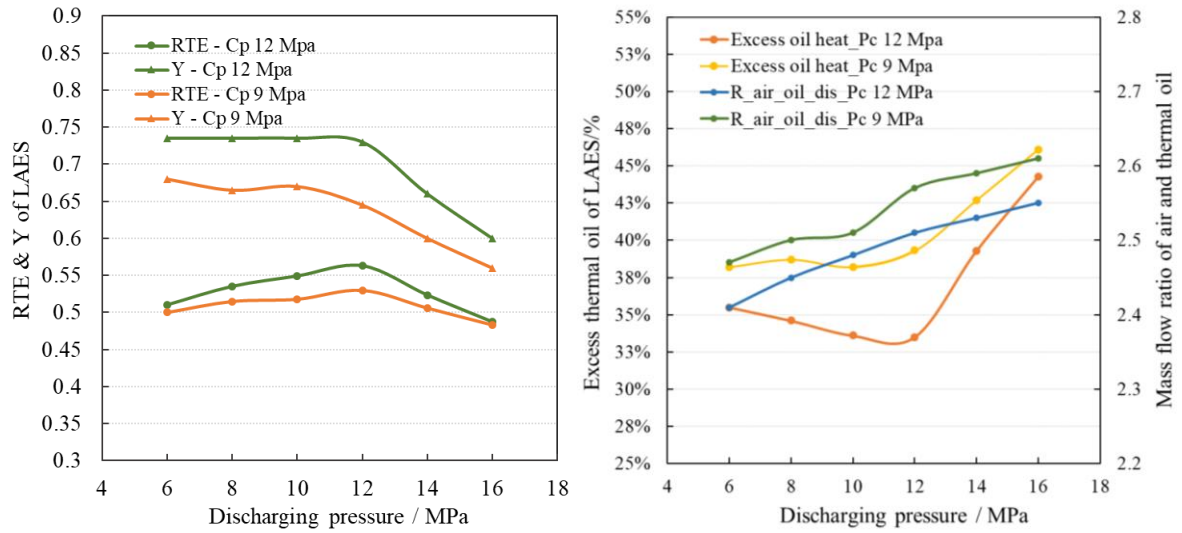 0.9
0.85
0.8
0.75
0.7
0.65
0.6
0.55
0.5
0.45
0.4
0.35
0.3
RTE & Y of LAES
RTE - Cp 12 Mpa
Y - Cp 12 Mpa
RTE - Cp 9 Mpa
Y - Cp 9 Mpa
4 6 8 10 12 14 16 18
Discharging pressure / MPa
55%
53%
50%
48%
45%
43%
40%
38%
35%
33%
30%
28%
25%
Excess thermal oil of LAES/%
Excess oil heat_Pc 12 Mpa
Excess oil heat_Pc 9 Mpa
R_air_oil_dis_Pc 12 MPa
R_air_oil_dis_Pc 9 MPa
2.8
2.7
2.6
2.5
2.4
2.3
2.2
Mass flow ratio of air and thermal oil
4 6 8 10 12 14 16 18
Discharging pressure / MPa